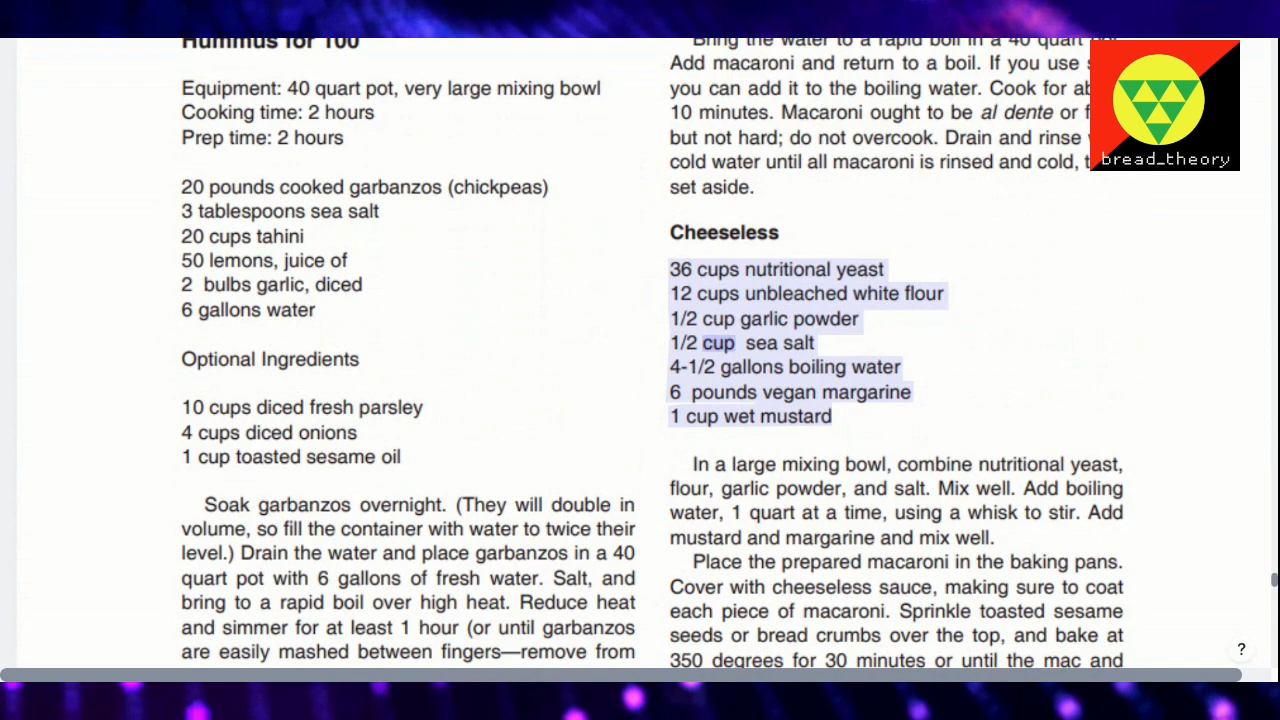 Hummus for 100
Equipment: 40 quart pot, very large mixing bowl
Cooking time: 2 hours
Prep time: 2 hours
20 pounds cooked garbanzos (chickpeas)
3 tablespoons sea salt
20 cups tahini
50 lemons, juice of
2 bulbs garlic, diced
6 gallons water
Optional Ingredients
10 cups diced fresh parsley
4 cups diced onions
1 cup toasted sesame oil
Soak garbanzos overnight. (They will double in
volume, so fill the container with water to twice their
level.) Drain the water and place garbanzos in a 40
quart pot with 6 gallons of fresh water. Salt, and
bring to a rapid boil over high heat. Reduce heat
and simmer for at least 1 hour (or until garbanzos
are easily mashed between fingers—remove from
Bring the water to a rapid boil in a 40 quart
Add macaroni and return to a boil. If you use
you can add it to the boiling water. Cook for
10 minutes. Macaroni ought to be al dente or
but not hard; do not overcook. Drain and rinse
cold water until all macaroni is rinsed and cold,
set aside.
Cheeseless
36 cups nutritional yeast
12 cups unbleached white flour
1/2 cup garlic powder
1/2 cup sea salt
4-1/2 gallons boiling water
6 pounds vegan margarine
1 cup wet mustard
In a large mixing bowl, combine nutritional yeast,
flour, garlic powder, and salt. Mix well. Add boiling
water, 1 quart at a time, using a whisk to stir. Add
mustard and margarine and mix well.
Place the prepared macaroni in the baking pans.
Cover with cheeseless sauce, making sure to coat
each piece of macaroni. Sprinkle toasted sesame
seeds or bread crumbs over the top, and bake at
350 degrees for 30 minutes or until the mac and
bread_theory
?